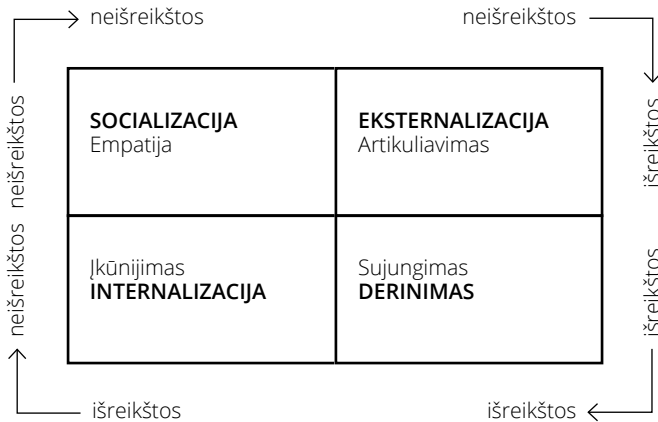 neišreikštos
neišreikštos
neišreikštos
SOCIALIZACIJA
Empatija
EKSTERNALIZACIJA
Artikuliavimas
išreikštos
neišreikštos
Įkūnijimas
INTERNALIZACIJA
Sujungimas
DERINIMAS
išreikštos
išreikštos
išreikštos